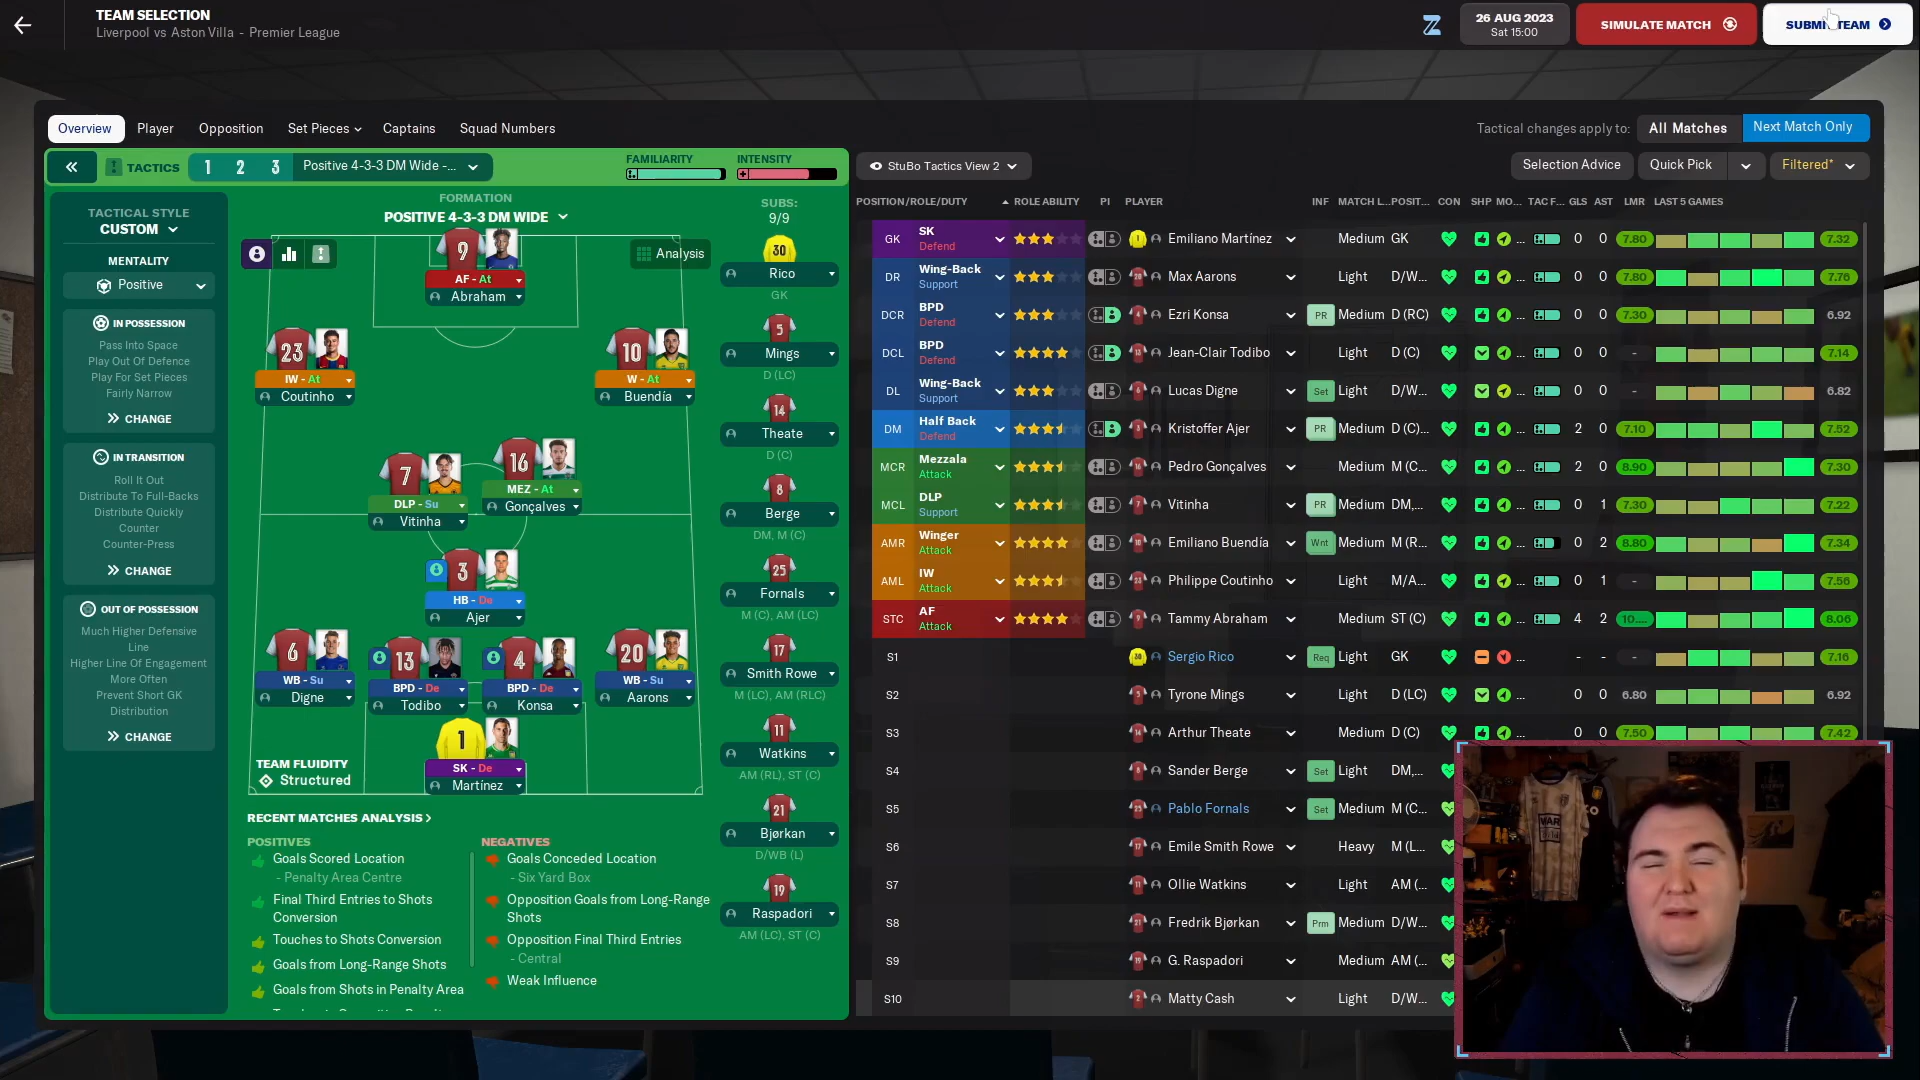 TEAM SELECTION
Liverpool vs Aston Villa - Premier League
26 AUG 2023
Sat 15:00
SIMULATE MATCH
SUBMIT TEAM
Overview Player Opposition Set Pieces Captains Squad Numbers
Tactical changes apply to: All Matches Next Match Only
TACTICS 1 2 3 Positive 4-3-3 DM Wide -...
FAMILIARITY INTENSITY
StuBo Tactics View 2
Selection Advice Quick Pick Filtered*
TACTICAL STYLE
CUSTOM
MENTALITY
Positive
IN POSSESSION
Pass Into Space
Play Out Of Defence
Play For Set Pieces
Fairly Narrow
CHANGE
IN TRANSITION
Roll It Out
Distribute To Full-Backs
Distribute Quickly
Counter
Counter-Press
CHANGE
OUT OF POSSESSION
Much Higher Defensive
Line
Higher Line Of Engagement
More Often
Prevent Short GK
Distribution
CHANGE
FORMATION
POSITIVE 4-3-3 DM WIDE
Analysis
9
AF - At
Abraham
23
IW - At
Coutinho
10
W - At
Buendía
7
DLP - Su
Vitinha
16
MEZ - At
Gonçalves
3
HB - De
Ajer
6
WB - Su
Digne
13
BPD - De
Todibo
4
BPD - De
Konsa
20
WB - Su
Aarons
1
SK - De
Martínez
TEAM FLUIDITY
Structured
SUBS:
9/9
30
Rico
GK
5
Mings
D (LC)
14
Theate
D (C)
8
Berge
DM, M (C)
25
Fornals
M (C), AM (LC)
17
Smith Rowe
M (LC), AM (RLC)
11
Watkins
AM (RL), ST (C)
21
Bjørkan
D/WB (L)
19
Raspadori
AM (LC), ST (C)
RECENT MATCHES ANALYSIS >
POSITIVES
Goals Scored Location
- Penalty Area Centre
Final Third Entries to Shots
Conversion
Touches to Shots Conversion
Goals from Long-Range Shots
Goals from Shots in Penalty Area
NEGATIVES
Goals Conceded Location
- Six Yard Box
Opposition Goals from Long-Range
Shots
Opposition Final Third Entries
- Central
Weak Influence
POSITION/ROLE/DUTY ROLE ABILITY PI PLAYER INF MATCH L... POSIT... CON SHP MO... TAC F... GLS AST LMR LAST 5 GAMES
GK SK Defend Emiliano Martínez Medium GK ... 0 0 7.80 7.32
DR Wing-Back Support Max Aarons Light D/W... ... 0 0 7.80 7.76
DCR BPD Defend Ezri Konsa PR Medium D (RC) ... 0 0 7.30 6.92
DCL BPD Defend Jean-Clair Todibo Light D (C) ... 0 0 - 7.14
DL Wing-Back Support Lucas Digne Set Light D/W... ... 0 0 - 6.82
DM Half Back Defend Kristoffer Ajer PR Medium D (C)... ... 2 0 7.10 7.52
MCR Mezzala Attack Pedro Gonçalves Medium M (C... ... 2 0 8.90 7.30
MCL DLP Support Vitinha PR Medium DM,... ... 0 1 7.30 7.22
AMR Winger Attack Emiliano Buendía Wnt Medium M (R... ... 0 2 8.80 7.34
AML IW Attack Philippe Coutinho Light M/A... ... 0 1 - 7.56
STC AF Attack Tammy Abraham Medium ST (C) ... 4 2 10.... 8.06
S1 Sergio Rico Req Light GK ... - - - 7.16
S2 Tyrone Mings Light D (LC) ... 0 0 6.80 6.92
S3 Arthur Theate Medium D (C) ... 0 0 7.50 7.42
S4 Sander Berge Set Light DM,...
S5 Pablo Fornals Set Medium M (C...
S6 Emile Smith Rowe Heavy M (L...
S7 Ollie Watkins Light AM (...
S8 Fredrik Bjørkan Prm Medium D/W...
S9 G. Raspadori Medium AM (...
S10 Matty Cash Light D/W...
VAR